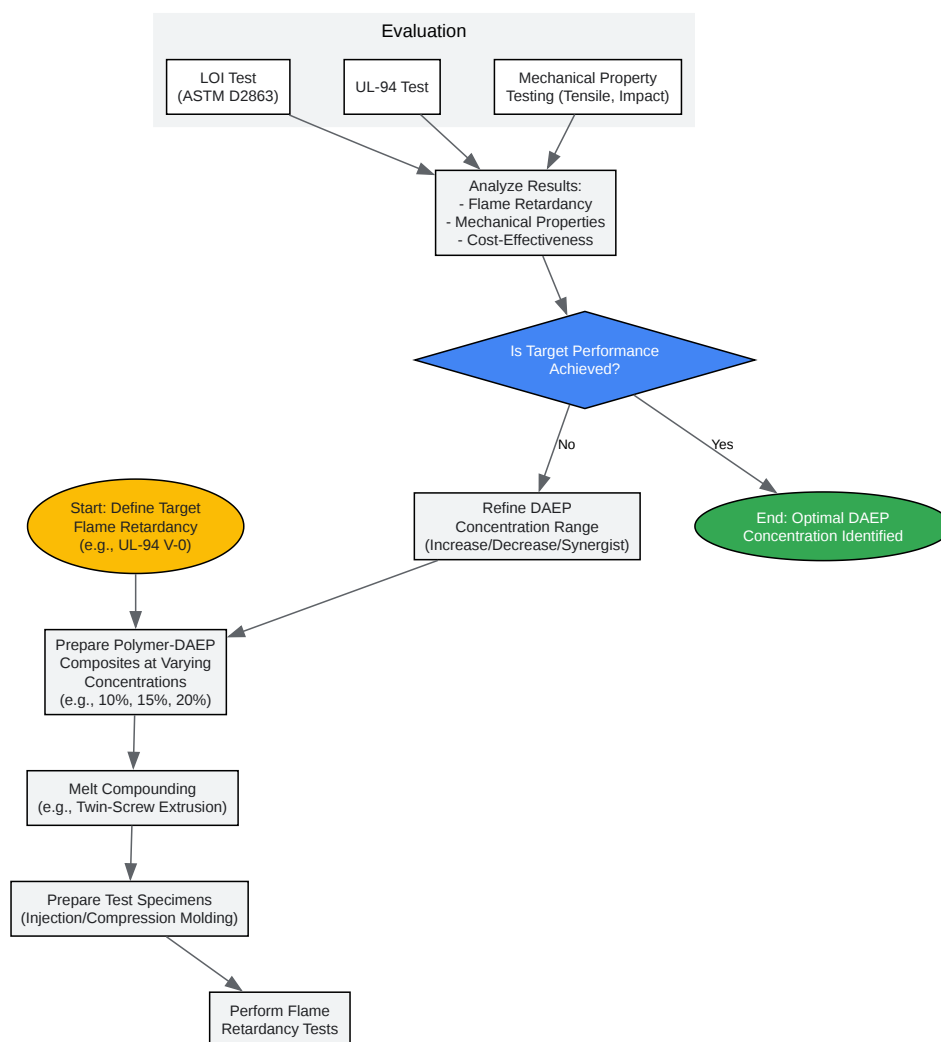 Evaluation
LOI Test
(ASTM D2863)
UL-94 Test
Mechanical Property
Testing (Tensile, Impact)
Analyze Results:
- Flame Retardancy
- Mechanical Properties
- Cost-Effectiveness
Is Target Performance
Achieved?
No
Yes
Start: Define Target
Flame Retardancy
(e.g., UL-94 V-0)
Refine DAEP
Concentration Range
(Increase/Decrease/Synergist)
End: Optimal DAEP
Concentration Identified
Prepare Polymer-DAEP
Composites at Varying
Concentrations
(e.g., 10%, 15%, 20%)
Melt Compounding
(e.g., Twin-Screw Extrusion)
Prepare Test Specimens
(Injection/Compression Molding)
Perform Flame
Retardancy Tests